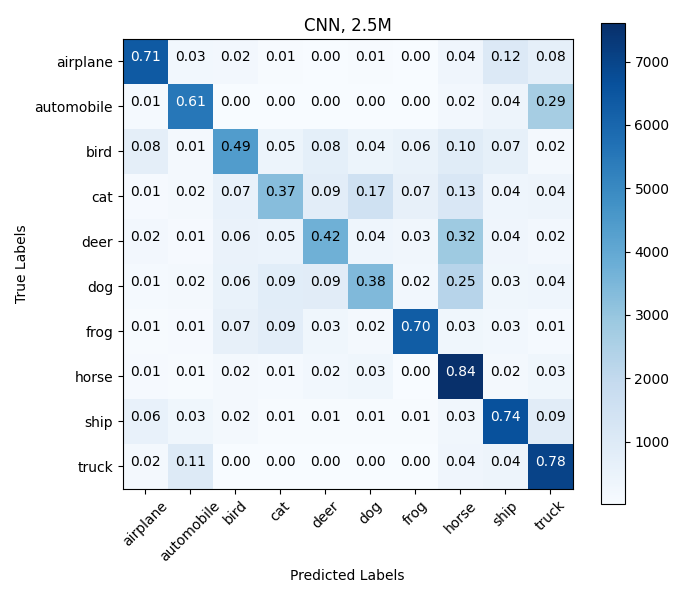 CNN, 2.5M
airplane 0.71 0.03 0.02 0.01 0.00 0.01 0.00 0.04 0.12 0.08
automobile 0.01 0.61 0.00 0.00 0.00 0.00 0.00 0.02 0.04 0.29
bird 0.08 0.01 0.49 0.05 0.08 0.04 0.06 0.10 0.07 0.02
cat 0.01 0.02 0.07 0.37 0.09 0.17 0.07 0.13 0.04 0.04
deer 0.02 0.01 0.06 0.05 0.42 0.04 0.03 0.32 0.04 0.02
dog 0.01 0.02 0.06 0.09 0.09 0.38 0.02 0.25 0.03 0.04
frog 0.01 0.01 0.07 0.09 0.03 0.02 0.70 0.03 0.03 0.01
horse 0.01 0.01 0.02 0.01 0.02 0.03 0.00 0.84 0.02 0.03
ship 0.06 0.03 0.02 0.01 0.01 0.01 0.01 0.03 0.74 0.09
truck 0.02 0.11 0.00 0.00 0.00 0.00 0.00 0.04 0.04 0.78
airplane automobile bird cat deer dog frog horse ship truck
Predicted Labels
True Labels
7000
6000
5000
4000
3000
2000
1000